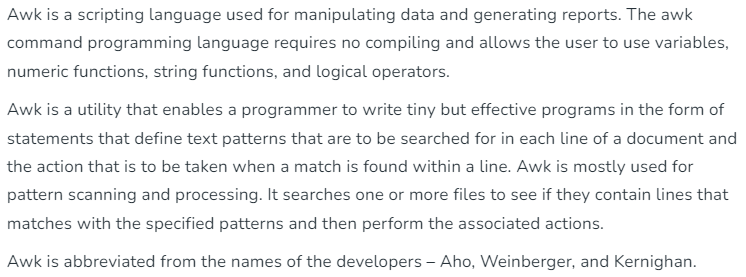 Awk is a scripting language used for manipulating data and generating reports. The awk
command programming language requires no compiling and allows the user to use variables,
numeric functions, string functions, and logical operators.
Awk is a utility that enables a programmer to write tiny but effective programs in the form of
statements that define text patterns that are to be searched for in each line of a document and
the action that is to be taken when a match is found within a line. Awk is mostly used for
pattern scanning and processing. It searches one or more files to see if they contain lines that
matches with the specified patterns and then perform the associated actions.
Awk is abbreviated from the names of the developers – Aho, Weinberger, and Kernighan.